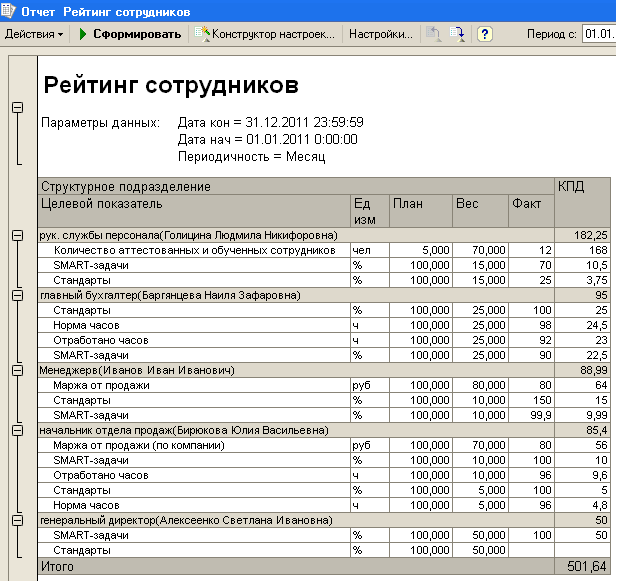 Отчет Рейтинг сотрудников
Действия Сформировать Конструктор настроек... Настройки... ? Период с: 01.01.
Рейтинг сотрудников
Параметры данных: Дата кон = 31.12.2011 23:59:59
Дата нач = 01.01.2011 0:00:00
Периодичность = Месяц
Структурное подразделение КПД
Целевой показатель Ед изм План Вес Факт
рук. службы персонала(Голицина Людмила Никифоровна) 182,25
Количество аттестованных и обученных сотрудников чел 5,000 70,000 12 168
SMART-задачи % 100,000 15,000 70 10,5
Стандарты % 100,000 15,000 25 3,75
главный бухгалтер(Баргянцева Наиля Зафаровна) 95
Стандарты % 100,000 25,000 100 25
Норма часов ч 100,000 25,000 98 24,5
Отработано часов ч 100,000 25,000 92 23
SMART-задачи % 100,000 25,000 90 22,5
Менеджерв(Иванов Иван Иванович) 88,99
Маржа от продажи руб 100,000 80,000 80 64
Стандарты % 100,000 10,000 150 15
SMART-задачи % 100,000 10,000 99,9 9,99
начальник отдела продаж(Бирюкова Юлия Васильевна) 85,4
Маржа от продажи (по компании) руб 100,000 70,000 80 56
SMART-задачи % 100,000 10,000 100 10
Отработано часов ч 100,000 10,000 96 9,6
Стандарты % 100,000 5,000 100 5
Норма часов ч 100,000 5,000 96 4,8
генеральный директор(Алексеенко Светлана Ивановна) 50
SMART-задачи % 100,000 50,000 100 50
Стандарты % 100,000 50,000
Итого 501,64